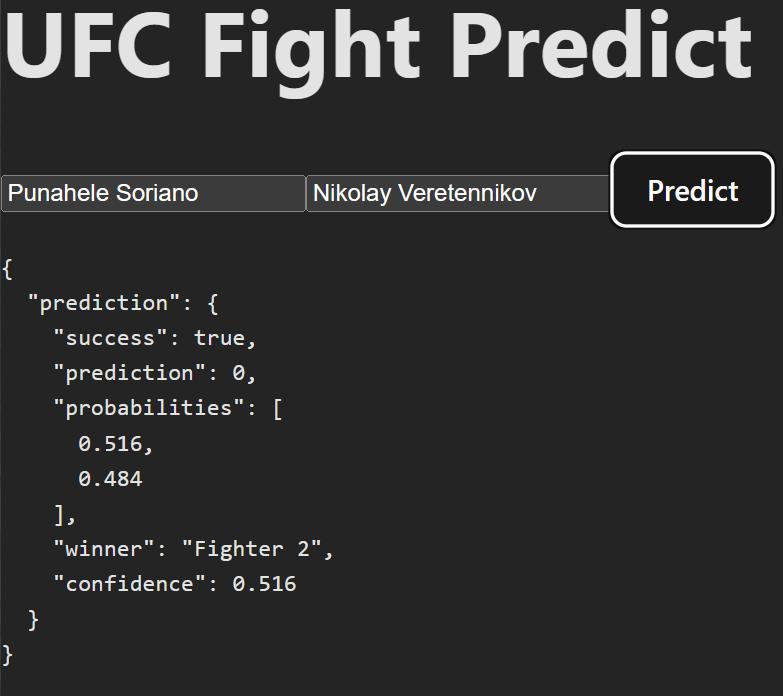 UFC Fight Predict
Punahele Soriano Nikolay Veretennikov Predict
{
  "prediction": {
    "success": true,
    "prediction": 0,
    "probabilities": [
      0.516,
      0.484
    ],
    "winner": "Fighter 2",
    "confidence": 0.516
  }
}